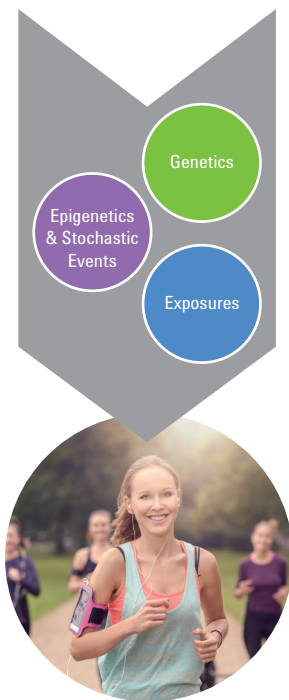 Genetics
Epigenetics
& Stochastic
Events
Exposures